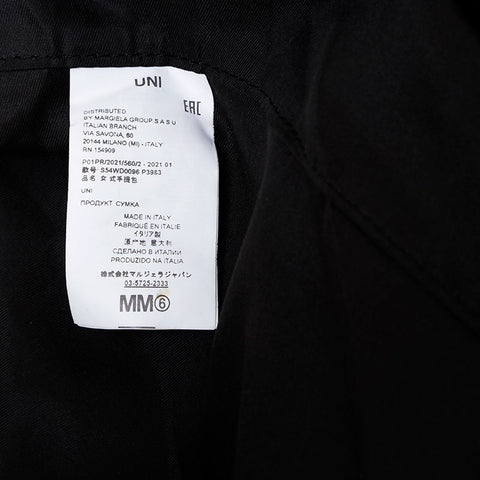 UNI
EAC
DISTRIBUTED
BY MARGIELA GROUP S A S U
ITALIAN BRANCH
VIA SAVONA, 60
20144 MILANO (MI) - ITALY
RN 154909
P01PR/2021/560/2 - 2021 01
款号 S54WD0096 P3983
品名 女 式手提包
UNI
ПРОДУКТ СУМКА
MADE IN ITALY
FABRIQUÉ EN ITALIE
イタリア製
原产地 意大利
СДЕЛАНО В ИТАЛИИ
PRODUZIDO NA ITALIA
株式会社マルジェラジャパン
03-5725-2333
MM⑥